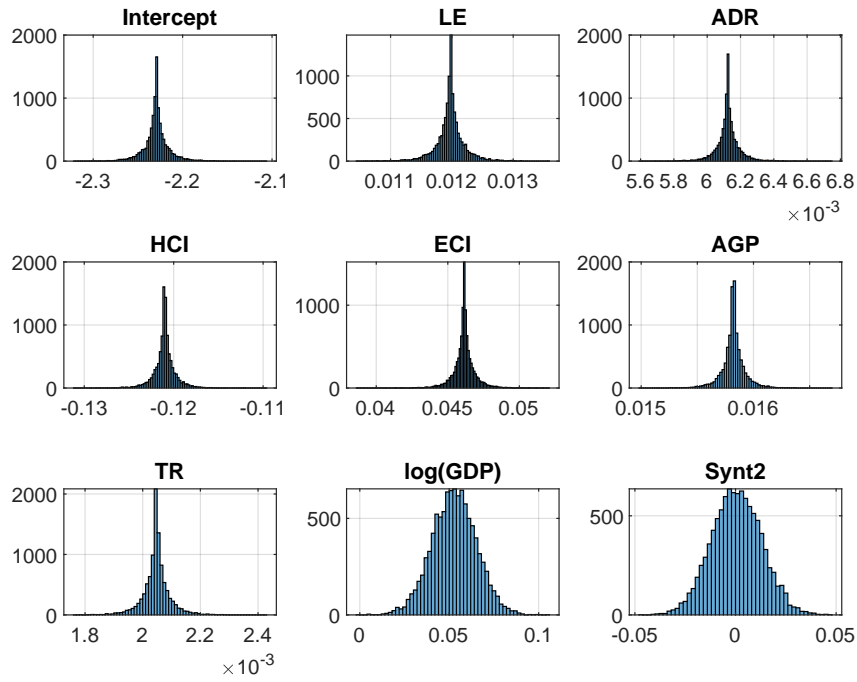 Intercept LE ADR
2000 2000
1000 1000 1000
500
0 0 0
-2.3 -2.2 -2.1 0.011 0.012 0.013 5.6 5.8 6 6.2 6.4 6.6 6.8
×10-3
HCI ECI AGP
2000 2000
1000 1000 1000
0 0 0
-0.13 -0.12 -0.11 0.04 0.045 0.05 0.015 0.016
TR log(GDP) Synt2
2000
500 500
1000
0 0 0
1.8 2 2.2 2.4 0 0.05 0.1 -0.05 0 0.05
×10-3